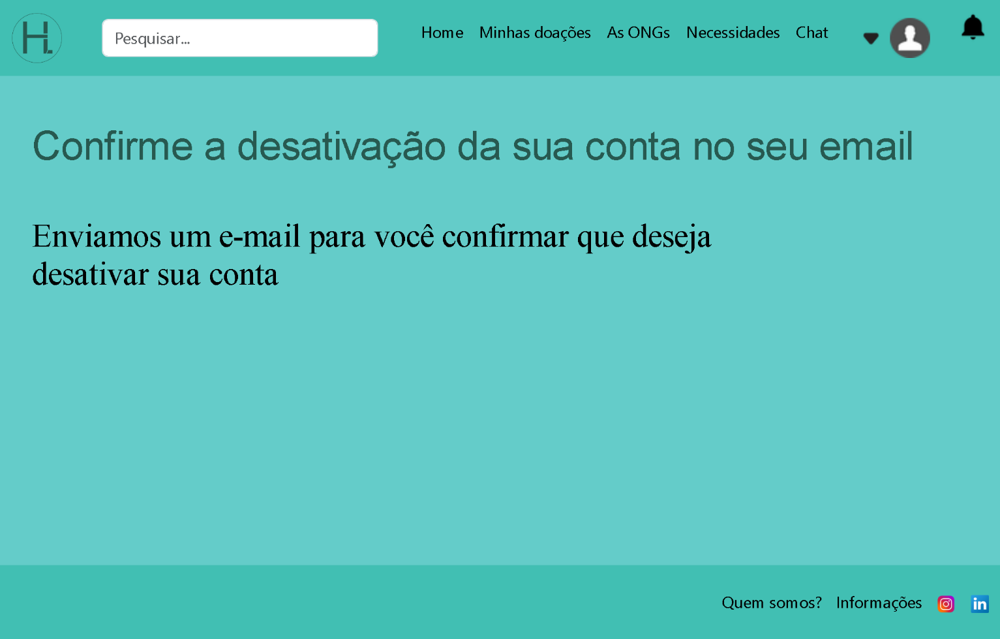 H.
Pesquisar...
Home Minhas doações As ONGs Necessidades Chat
Confirme a desativação da sua conta no seu email
Enviamos um e-mail para você confirmar que deseja
desativar sua conta
Quem somos? Informações
in